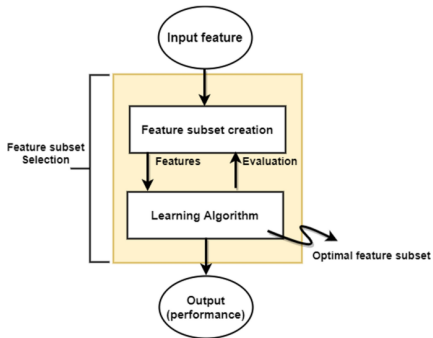 Input feature
Feature subset creation
Feature subset
Selection
Features
Evaluation
Learning Algorithm
Optimal feature subset
Output
(performance)